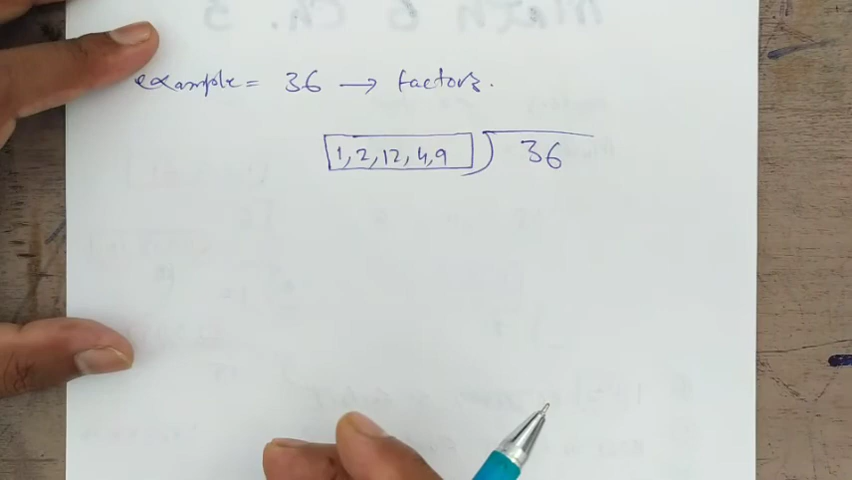 example = 36 → factors.
1, 2, 12, 4, 9 ) 36